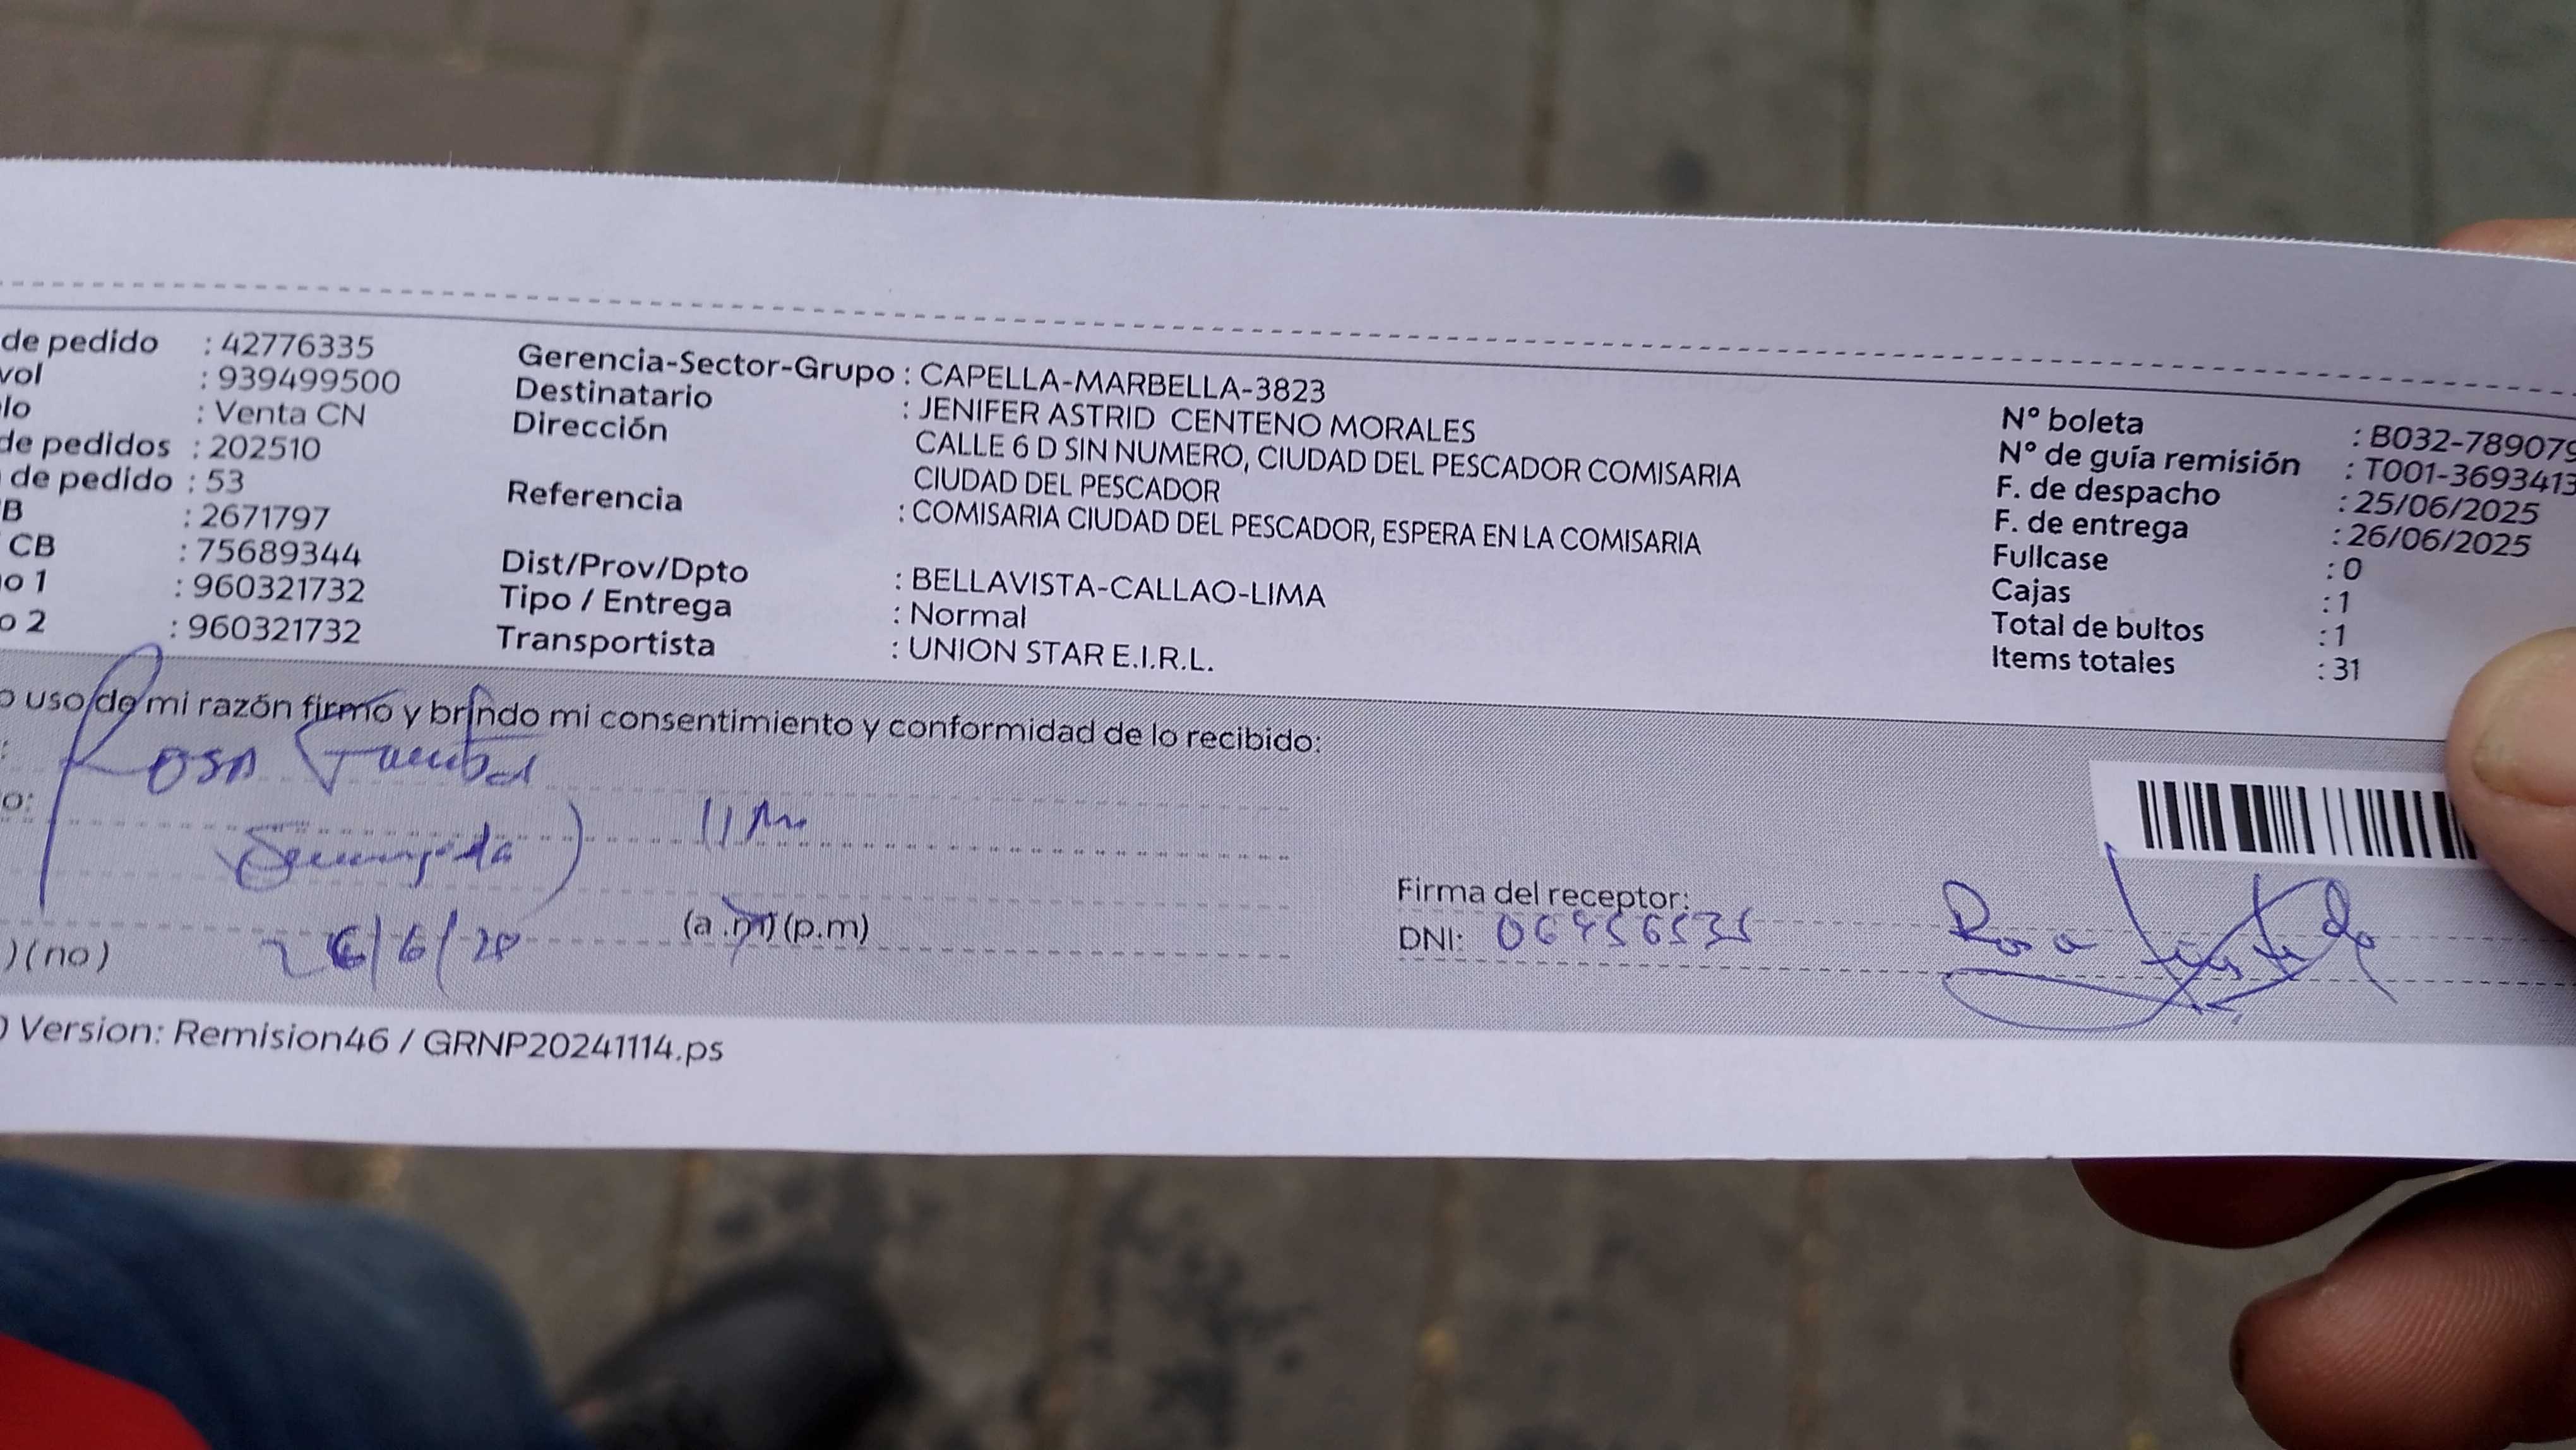 de pedido : 42776335
vol : 939499500
lo : Venta CN
de pedidos : 202510
de pedido : 53
B : 2671797
CB : 75689344
o 1 : 960321732
o 2 : 960321732
Gerencia-Sector-Grupo : CAPELLA-MARBELLA-3823
Destinatario : JENIFER ASTRID CENTENO MORALES
Dirección CALLE 6 D SIN NUMERO, CIUDAD DEL PESCADOR COMISARIA
CIUDAD DEL PESCADOR
Referencia : COMISARIA CIUDAD DEL PESCADOR, ESPERA EN LA COMISARIA
Dist/Prov/Dpto : BELLAVISTA-CALLAO-LIMA
Tipo / Entrega : Normal
Transportista : UNION STAR E.I.R.L.
N° boleta : B032-789079
N° de guía remisión : T001-3693413
F. de despacho : 25/06/2025
F. de entrega : 26/06/2025
Fullcase : 0
Cajas : 1
Total de bultos : 1
Items totales : 31
o uso de mi razón firmo y brindo mi consentimiento y conformidad de lo recibido:
:
Rosa
o:
(a.m) (p.m)
)(no) 26/6/
Firma del receptor:
DNI:
Rosa
) Version: Remision46 / GRNP20241114.ps